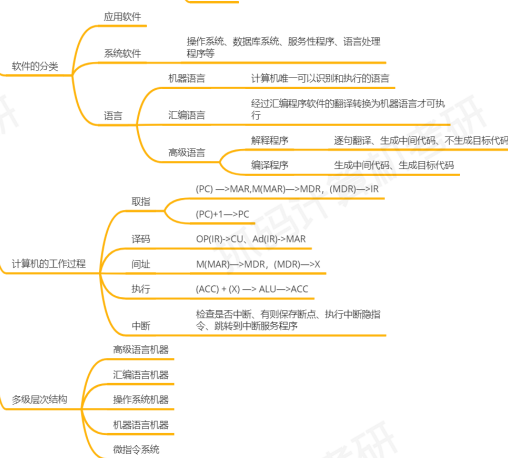 软件的分类
应用软件
系统软件
操作系统、数据库系统、服务性程序、语言处理
程序等
语言
机器语言
计算机唯一可以识别和执行的语言
汇编语言
经过汇编程序软件的翻译转换为机器语言才可执
行
高级语言
解释程序
逐句翻译、生成中间代码、不生成目标代码
编译程序
生成中间代码、生成目标代码
计算机的工作过程
取指
(PC) —>MAR,M(MAR)—>MDR，(MDR)—>IR
(PC)+1—>PC
译码
OP(IR)->CU、Ad(IR)->MAR
间址
M(MAR)—>MDR，(MDR)—>X
执行
(ACC) + (X) —> ALU—>ACC
中断
检查是否中断、有则保存断点、执行中断隐指
令、跳转到中断服务程序
多级层次结构
高级语言机器
汇编语言机器
操作系统机器
机器语言机器
微指令系统
抓码计算机考研
研
考研